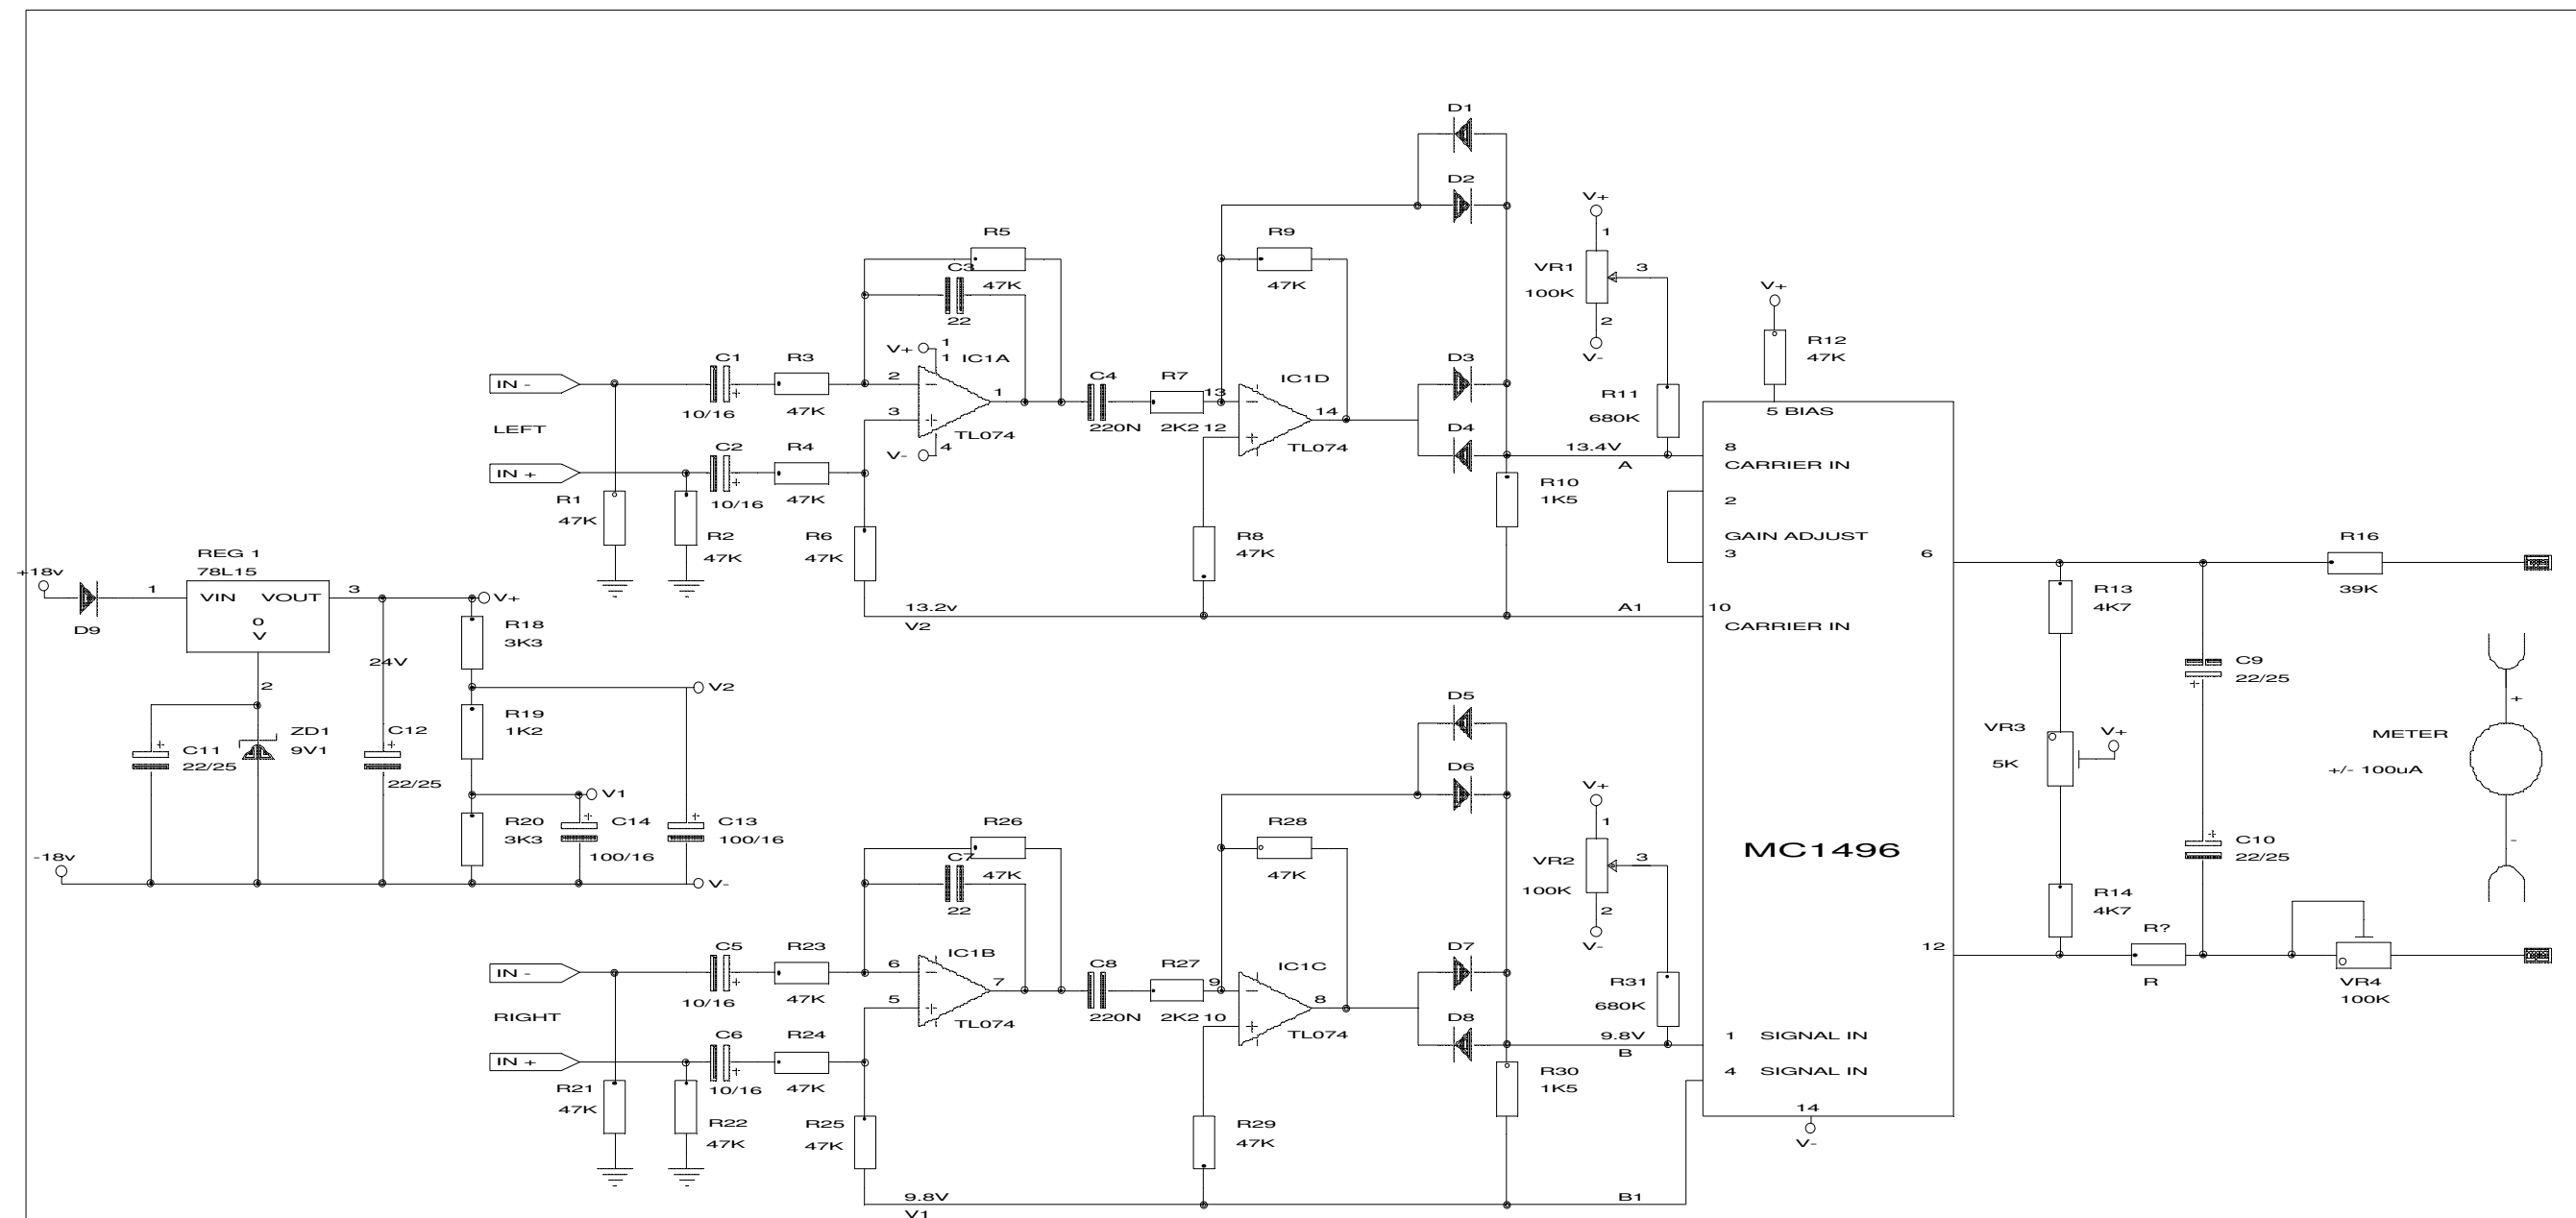 D1
D2
V+
1
R5
R9
C3
47K
22
47K
VR1
100K
3
2
V-
V+
R12
47K
V+
1
1
IC1A
C1
R3
2
10/16
47K
3
1
TL074
V-
4
C4
R7
13
IC1D
220N
2K2
12
14
TL074
D3
D4
R11
680K
5 BIAS
IN -
LEFT
IN +
C2
R4
10/16
47K
13.4V
A
8
CARRIER IN
R1
47K
R2
47K
R6
47K
R8
47K
R10
1K5
2
GAIN ADJUST
3
6
R16
39K
REG 1
78L15
+18v
1
VIN
VOUT
3
V+
0
V
D9
13.2v
V2
A1
10
CARRIER IN
R13
4K7
R18
3K3
24V
2
V2
C9
22/25
D5
+
R19
1K2
ZD1
9V1
C11
22/25
C12
22/25
VR3
5K
V+
METER
+/- 100uA
D6
V1
V+
1
R20
3K3
C14
100/16
C13
100/16
R26
R28
C7
47K
22
47K
VR2
100K
3
2
V-
MC1496
C10
22/25
-
-18v
V-
R14
4K7
C5
R23
6
IC1B
10/16
47K
5
7
TL074
C8
R27
9
IC1C
220N
2K2
10
8
TL074
D7
D8
R31
680K
12
R?
R
VR4
100K
IN -
RIGHT
IN +
C6
R24
10/16
47K
9.8V
B
1
SIGNAL IN
4
SIGNAL IN
R21
47K
R22
47K
R25
47K
R29
47K
R30
1K5
14
V-
9.8V
V1
B1